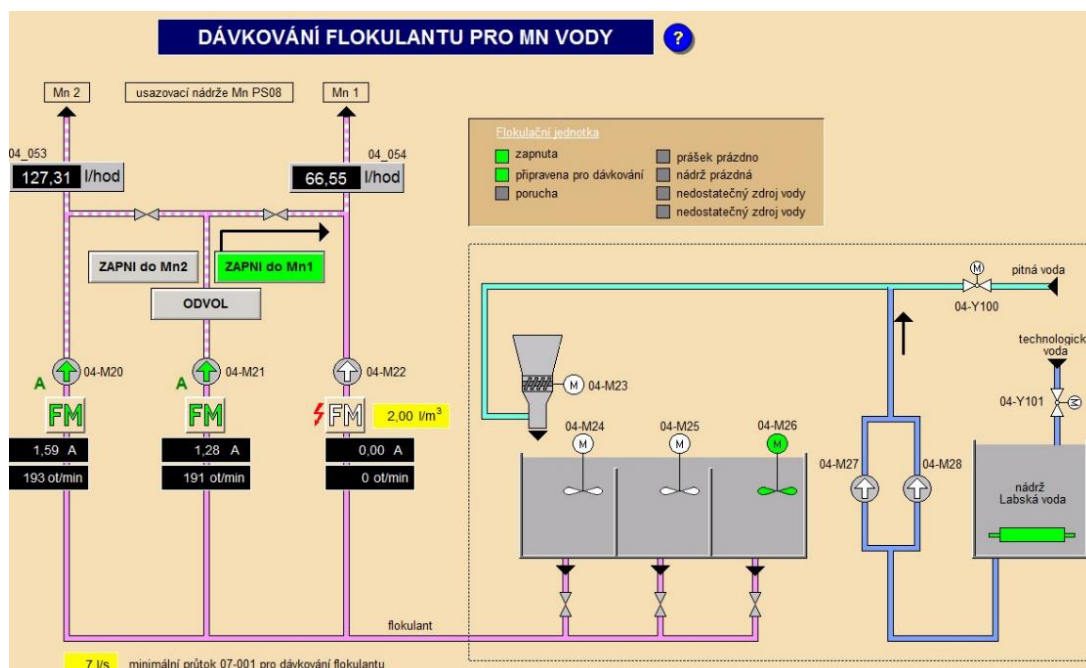 DÁVKOVÁNÍ FLOKULANTU PRO MN VODY
?
Mn 2
usazovací nádrže Mn PS08
Mn 1
04_053
127,31 l/hod
04_054
66,55 l/hod
Flokulační jednotka
zapnuta
připravena pro dávkování
porucha
prášek prázdno
nádrž prázdná
nedostatečný zdroj vody
nedostatečný zdroj vody
ZAPNI do Mn2
ZAPNI do Mn1
ODVOL
M
pitná voda
04-Y100
technologická
voda
04-Y101
M
A
04-M20
A
04-M21
04-M22
FM
FM
FM
2,00 l/m³
1,59 A
193 ot/min
1,28 A
191 ot/min
0,00 A
0 ot/min
M
04-M23
04-M24
M
04-M25
M
04-M26
M
04-M27
04-M28
nádrž
Labská voda
flokulant
7 l/s
minimální průtok 07-001 pro dávkování flokulantu